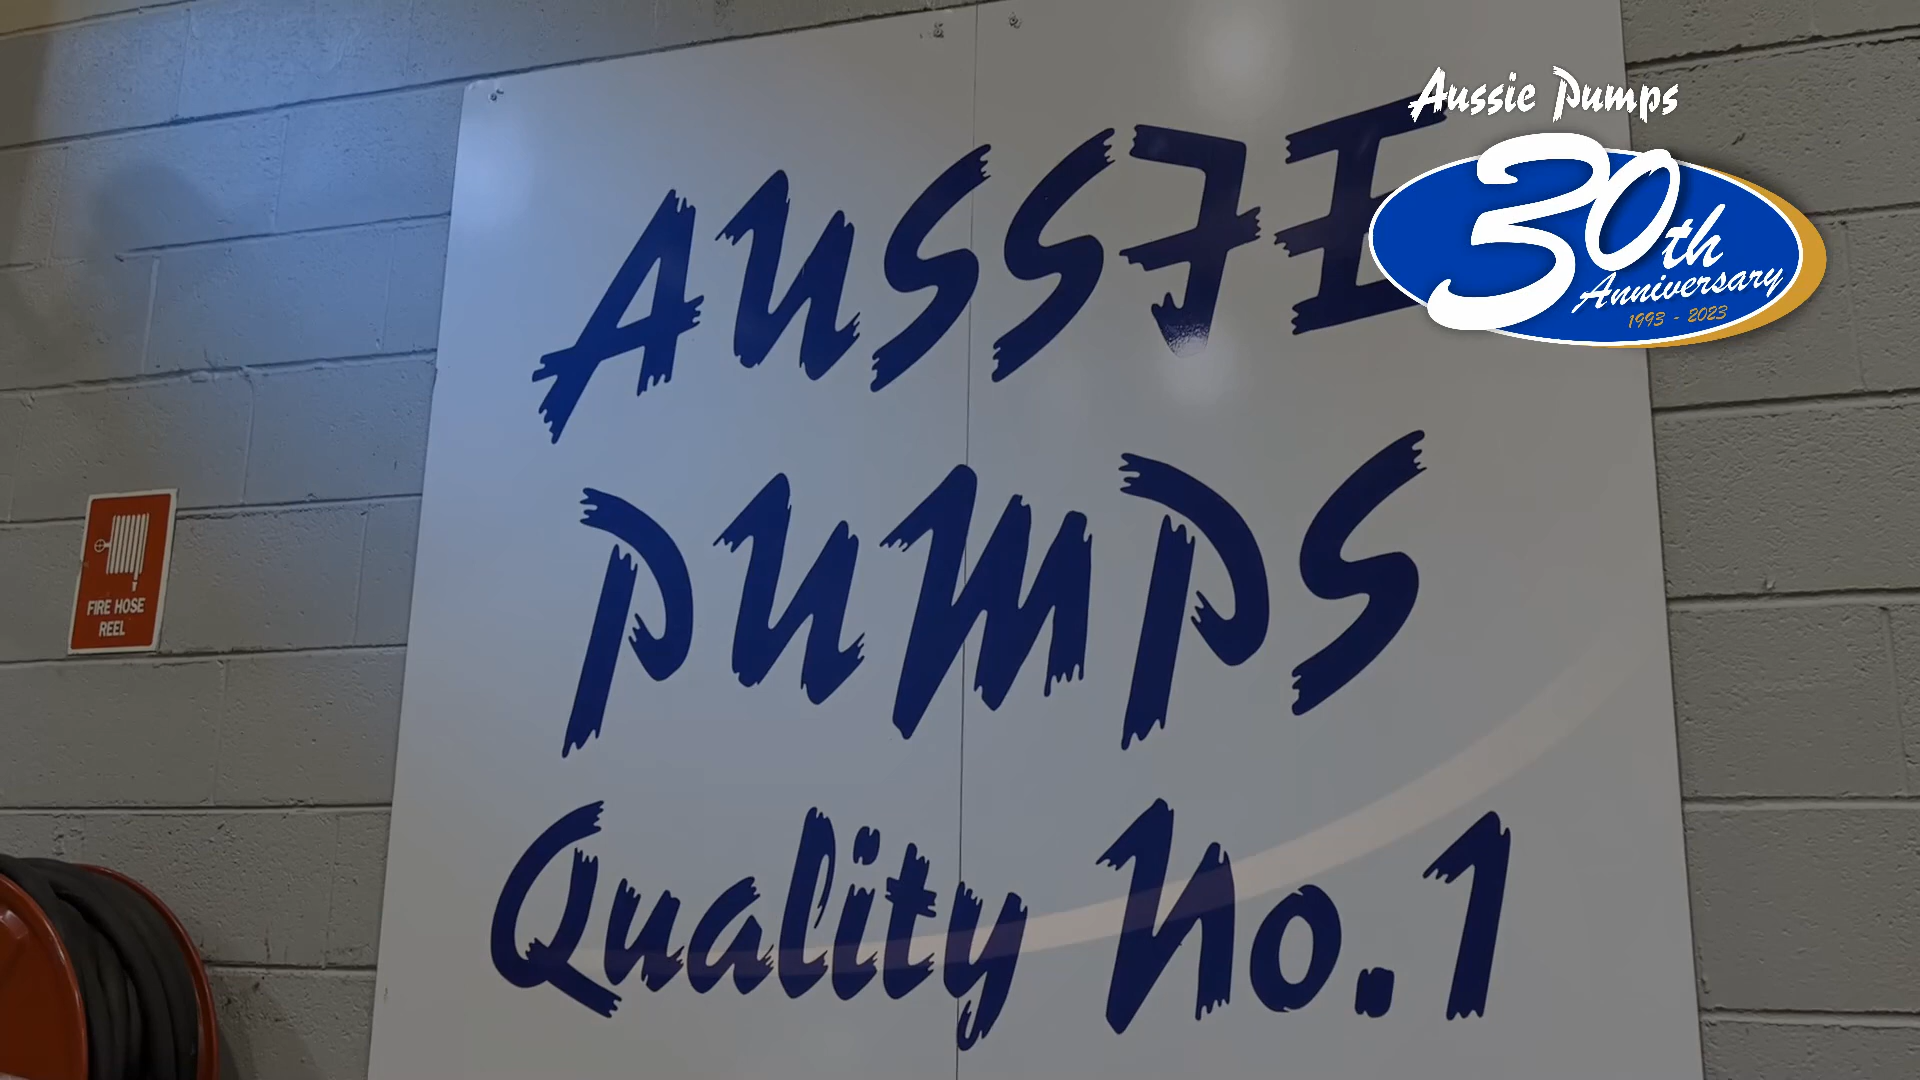 Aussie Pumps
30th
Anniversary
1993 - 2023
AUSSIE
PUMPS
Quality No.1
FIRE HOSE
REEL